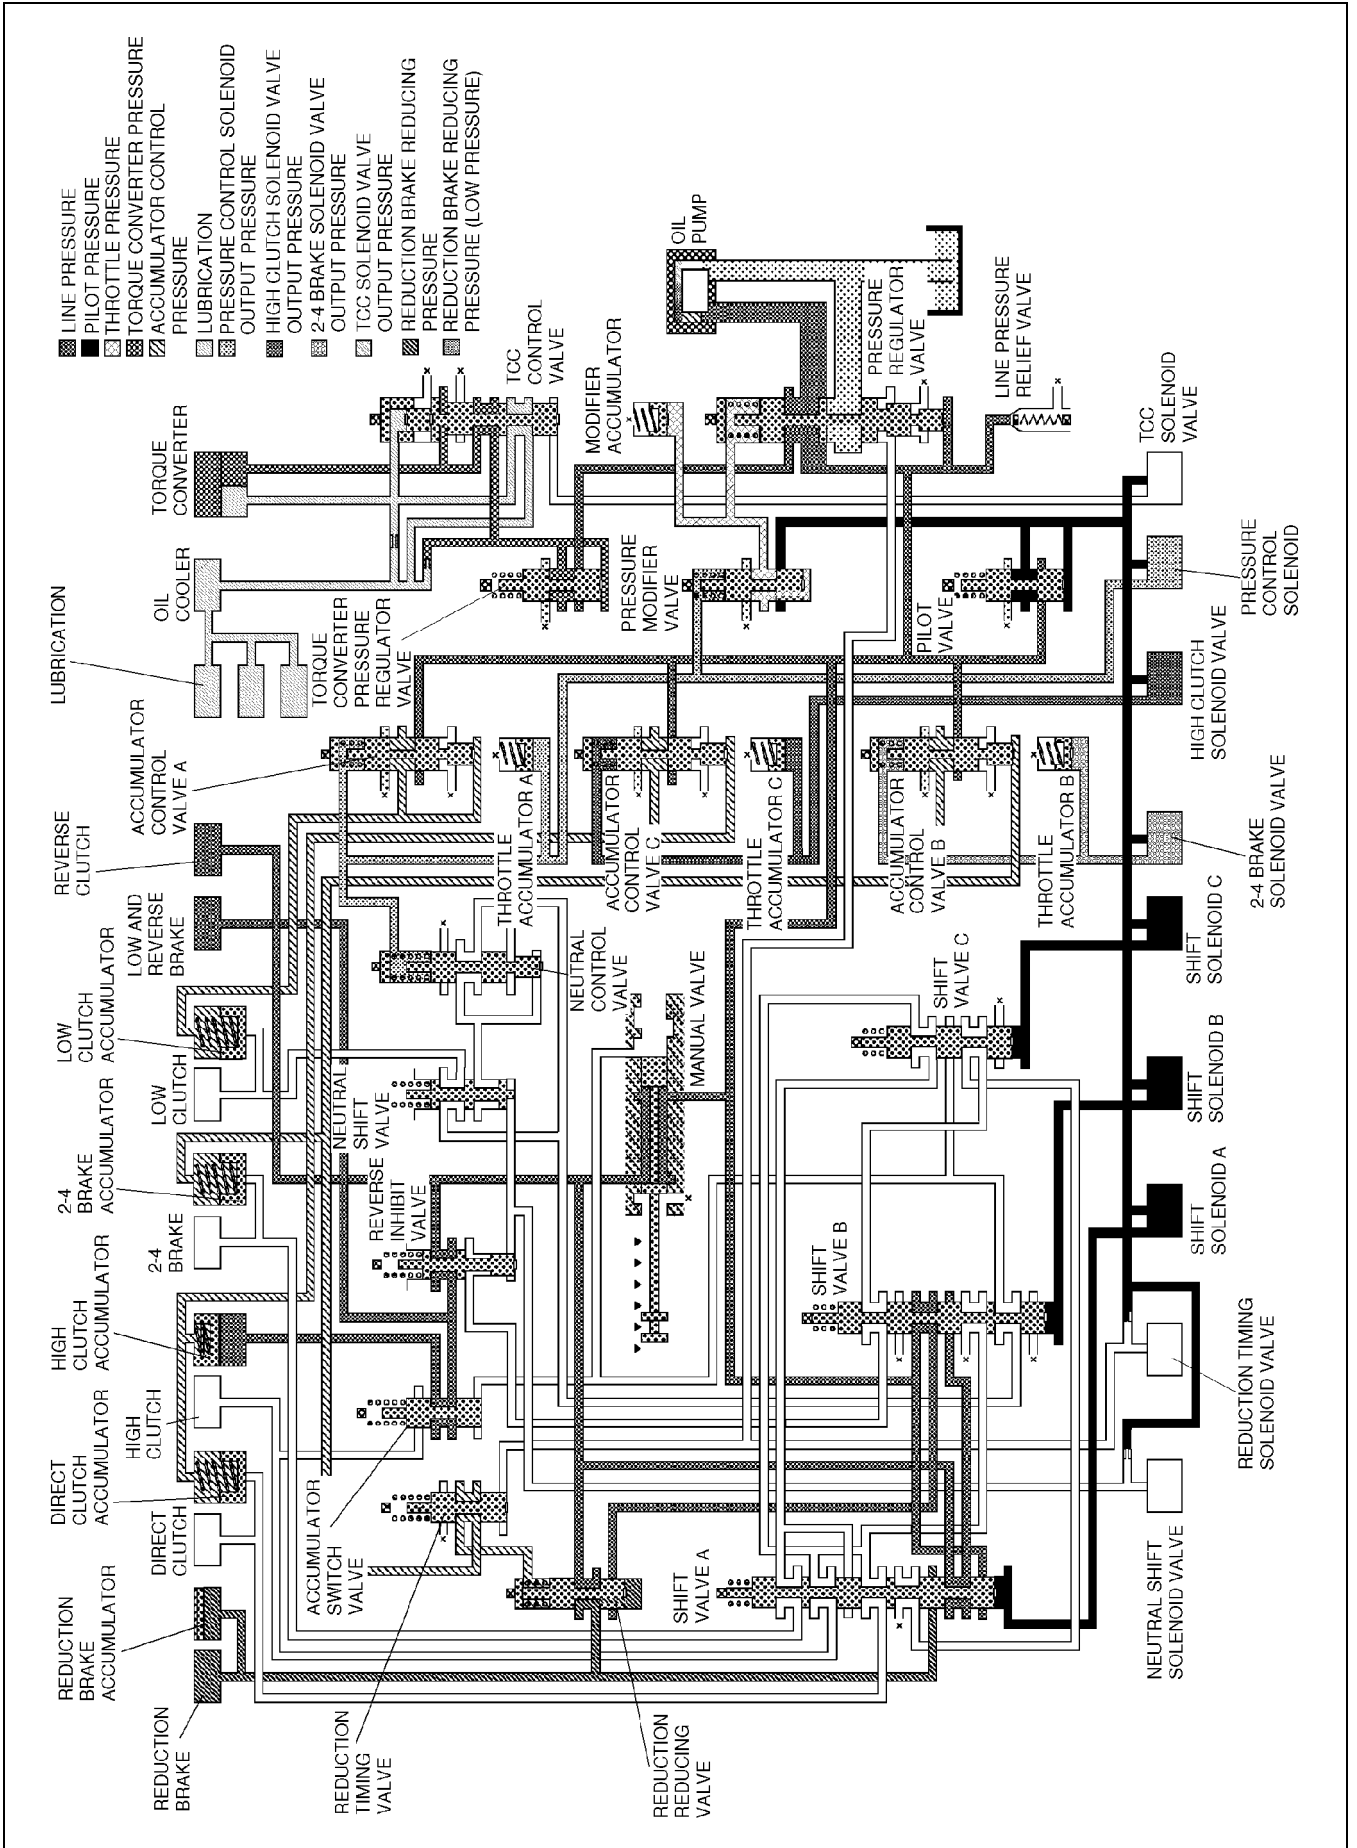 LINE PRESSURE
PILOT PRESSURE
THROTTLE PRESSURE
TORQUE CONVERTER PRESSURE
ACCUMULATOR CONTROL
PRESSURE
LUBRICATION
PRESSURE CONTROL SOLENOID
OUTPUT PRESSURE
HIGH CLUTCH SOLENOID VALVE
OUTPUT PRESSURE
2-4 BRAKE SOLENOID VALVE
OUTPUT PRESSURE
TCC SOLENOID VALVE
OUTPUT PRESSURE
REDUCTION BRAKE REDUCING
PRESSURE
REDUCTION BRAKE REDUCING
PRESSURE (LOW PRESSURE)
REDUCTION
BRAKE
REDUCTION
BRAKE
ACCUMULATOR
DIRECT
CLUTCH
DIRECT
CLUTCH
ACCUMULATOR
HIGH
CLUTCH
HIGH
CLUTCH
ACCUMULATOR
2-4
BRAKE
2-4
BRAKE
ACCUMULATOR
LOW
CLUTCH
LOW
CLUTCH
ACCUMULATOR
LOW AND
REVERSE
BRAKE
REVERSE
CLUTCH
ACCUMULATOR
CONTROL
VALVE A
LUBRICATION
OIL
COOLER
TORQUE
CONVERTER
REDUCTION
TIMING
VALVE
ACCUMULATOR
SWITCH
VALVE
REVERSE
INHIBIT
VALVE
NEUTRAL
SHIFT
VALVE
NEUTRAL
CONTROL
VALVE
THROTTLE
ACCUMULATOR A
TORQUE
CONVERTER
PRESSURE
REGULATOR
VALVE
TCC
CONTROL
VALVE
ACCUMULATOR
CONTROL
VALVE C
PRESSURE
MODIFIER
VALVE
MODIFIER
ACCUMULATOR
OIL
PUMP
REDUCTION
REDUCING
VALVE
SHIFT
VALVE A
MANUAL VALVE
THROTTLE
ACCUMULATOR C
SHIFT
VALVE B
SHIFT
VALVE C
ACCUMULATOR
CONTROL
VALVE B
PILOT
VALVE
PRESSURE
REGULATOR
VALVE
THROTTLE
ACCUMULATOR B
LINE PRESSURE
RELIEF VALVE
NEUTRAL SHIFT
SOLENOID VALVE
REDUCTION TIMING
SOLENOID VALVE
SHIFT
SOLENOID A
SHIFT
SOLENOID B
SHIFT
SOLENOID C
2-4 BRAKE
SOLENOID VALVE
HIGH CLUTCH
SOLENOID VALVE
PRESSURE
CONTROL
SOLENOID
TCC
SOLENOID
VALVE